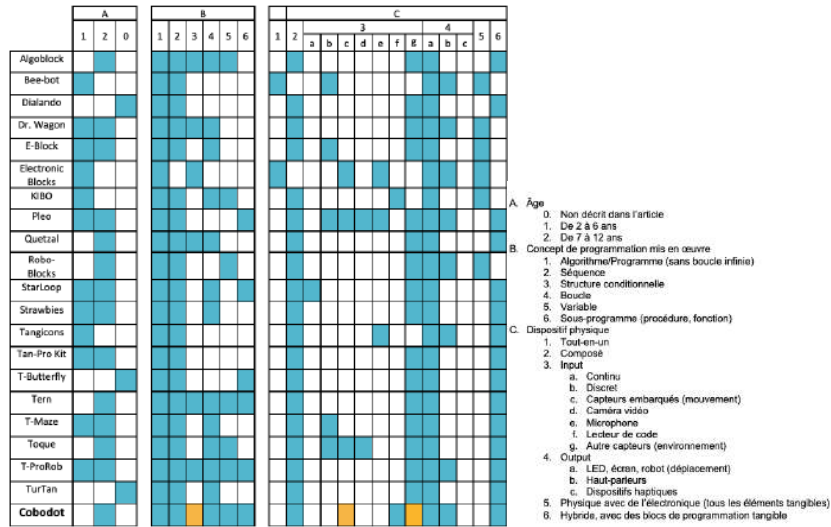 A B C
1 2 0 1 2 3 4 5 6 1 2 3 4 5 6
a b c d e f g a b c
Algoblock
Bee-bot
Dialando
Dr. Wagon
E-Block
Electronic
Blocks
KIBO
Pleo
Quetzal
Robo-
Blocks
StarLoop
Strawbies
Tangicons
Tan-Pro Kit
T-Butterfly
Tern
T-Maze
Toque
T-ProRob
TurTan
Cobodot
A. Âge
0. Non décrit dans l'article
1. De 2 à 6 ans
2. De 7 à 12 ans
B. Concept de programmation mis en œuvre
1. Algorithme/Programme (sans boucle infinie)
2. Séquence
3. Structure conditionnelle
4. Boucle
5. Variable
6. Sous-programme (procédure, fonction)
C. Dispositif physique
1. Tout-en-un
2. Composé
3. Input
a. Continu
b. Discret
c. Capteurs embarqués (mouvement)
d. Caméra vidéo
e. Microphone
f. Lecteur de code
g. Autre capteurs (environnement)
4. Output
a. LED, écran, robot (déplacement)
b. Haut-parleurs
c. Dispositifs haptiques
5. Physique avec de l'électronique (tous les éléments tangibles)
6. Hybride, avec des blocs de programmation tangible